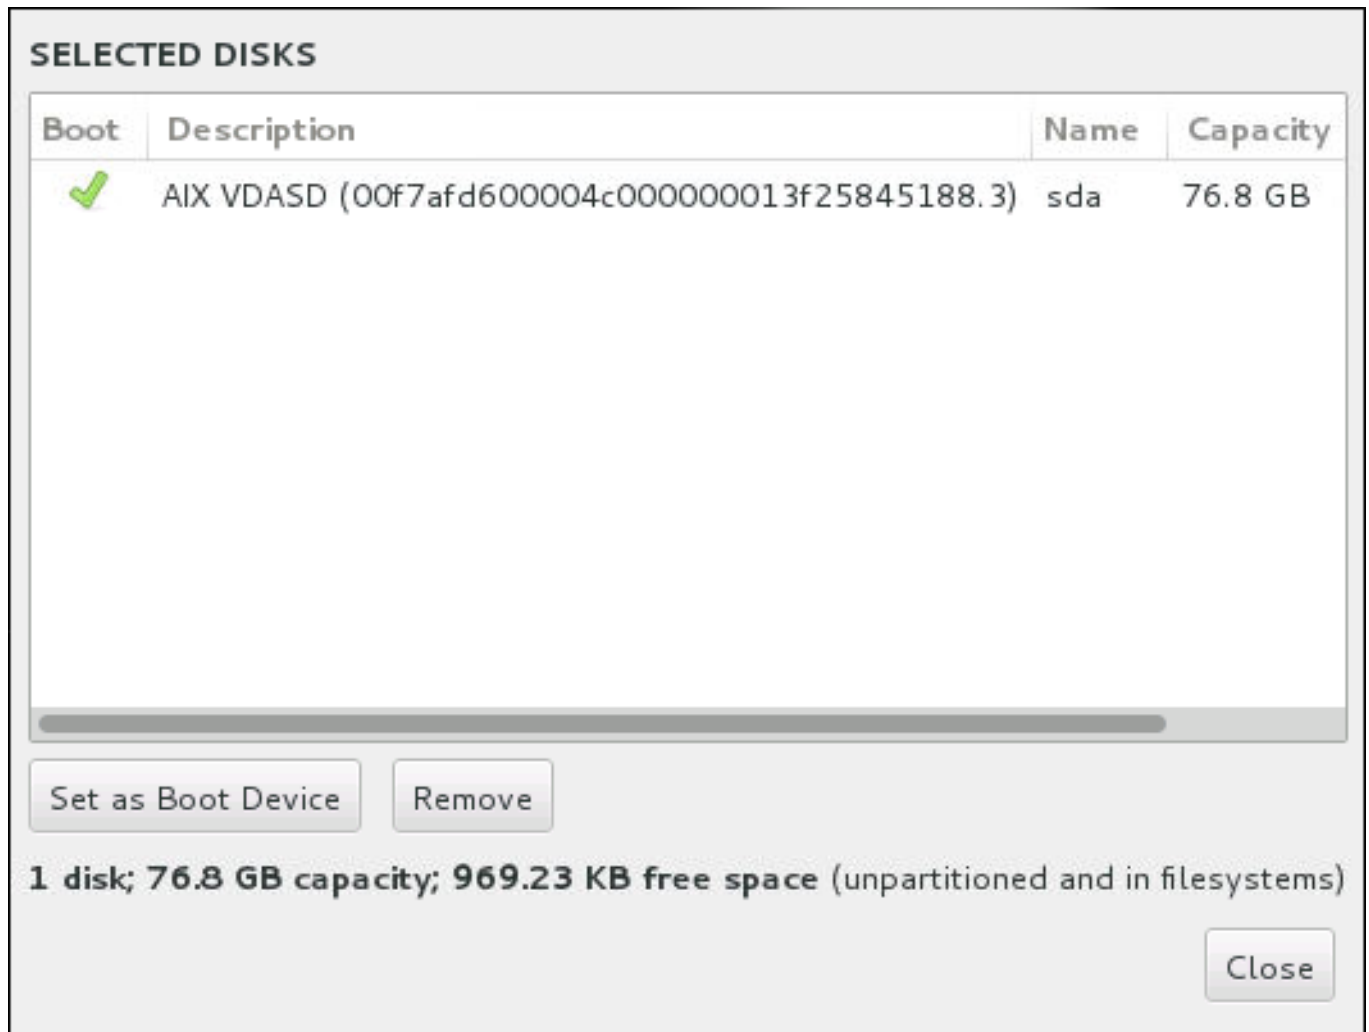 SELECTED DISKS
Boot Description Name Capacity
AIX VDASD (00f7afd600004c000000013f25845188.3) sda 76.8 GB
Set as Boot Device Remove
1 disk; 76.8 GB capacity; 969.23 KB free space (unpartitioned and in filesystems)
Close